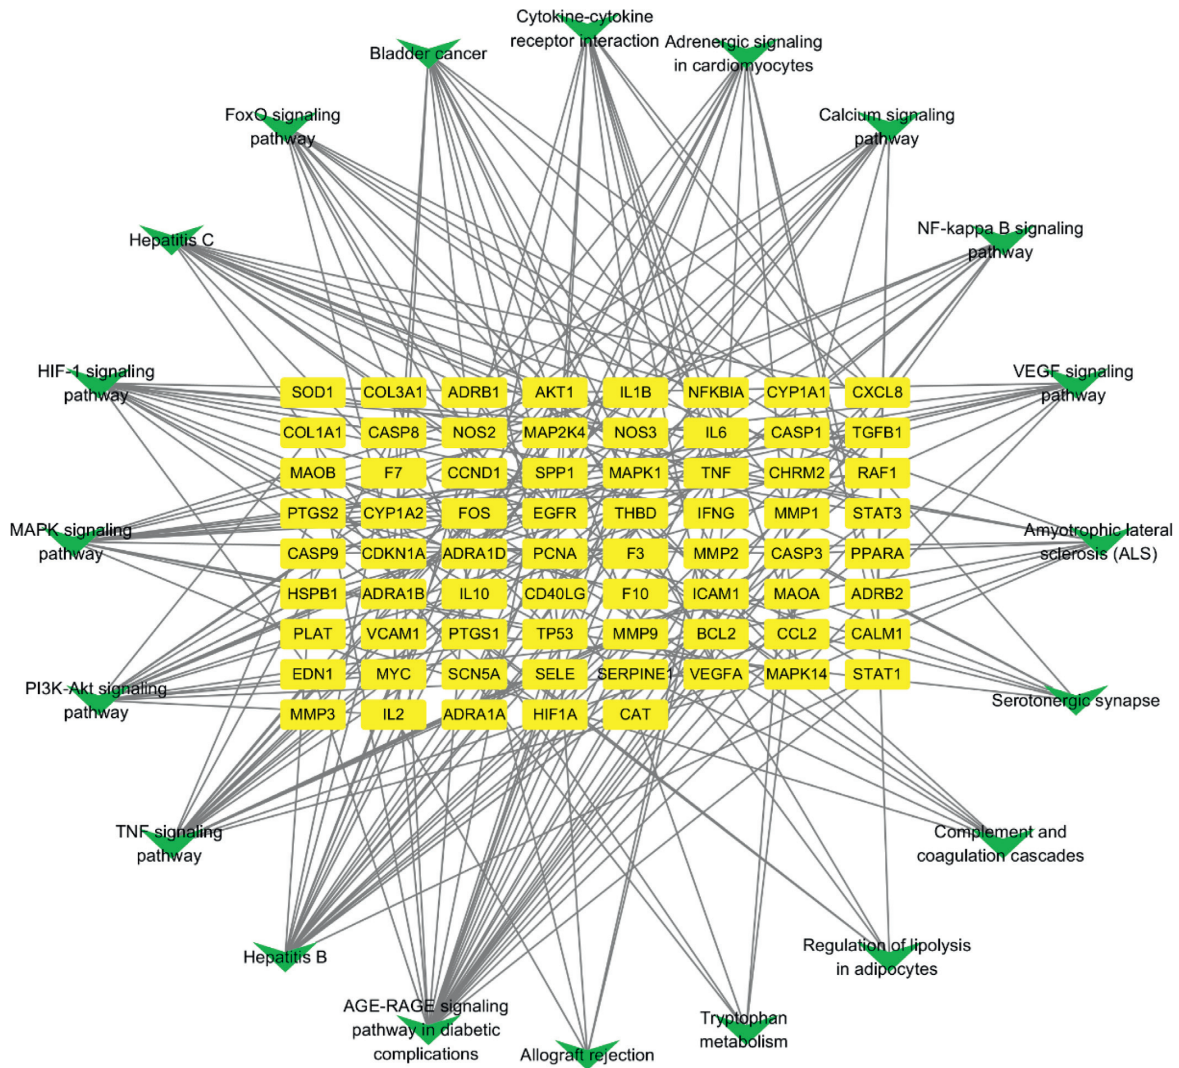 Cytokine-cytokine
receptor interaction
Bladder cancer
Adrenergic signaling
in cardiomyocytes
FoxO signaling
pathway
Calcium signaling
pathway
Hepatitis C
NF-kappa B signaling
pathway
HIF-1 signaling
pathway
VEGF signaling
pathway
SOD1 COL3A1 ADRB1 AKT1 IL1B NFKBIA CYP1A1 CXCL8
COL1A1 CASP8 NOS2 MAP2K4 NOS3 IL6 CASP1 TGFB1
MAOB F7 CCND1 SPP1 MAPK1 TNF CHRM2 RAF1
PTGS2 CYP1A2 FOS EGFR THBD IFNG MMP1 STAT3
MAPK signaling
pathway
Amyotrophic lateral
sclerosis (ALS)
CASP9 CDKN1A ADRA1D PCNA F3 MMP2 CASP3 PPARA
HSPB1 ADRA1B IL10 CD40LG F10 ICAM1 MAOA ADRB2
PLAT VCAM1 PTGS1 TP53 MMP9 BCL2 CCL2 CALM1
EDN1 MYC SCN5A SELE SERPINE1 VEGFA MAPK14 STAT1
PI3K-Akt signaling
pathway
Serotonergic synapse
MMP3 IL2 ADRA1A HIF1A CAT
TNF signaling
pathway
Complement and
coagulation cascades
Hepatitis B
Regulation of lipolysis
in adipocytes
AGE-RAGE signaling
pathway in diabetic
complications
Allograft rejection
Tryptophan
metabolism